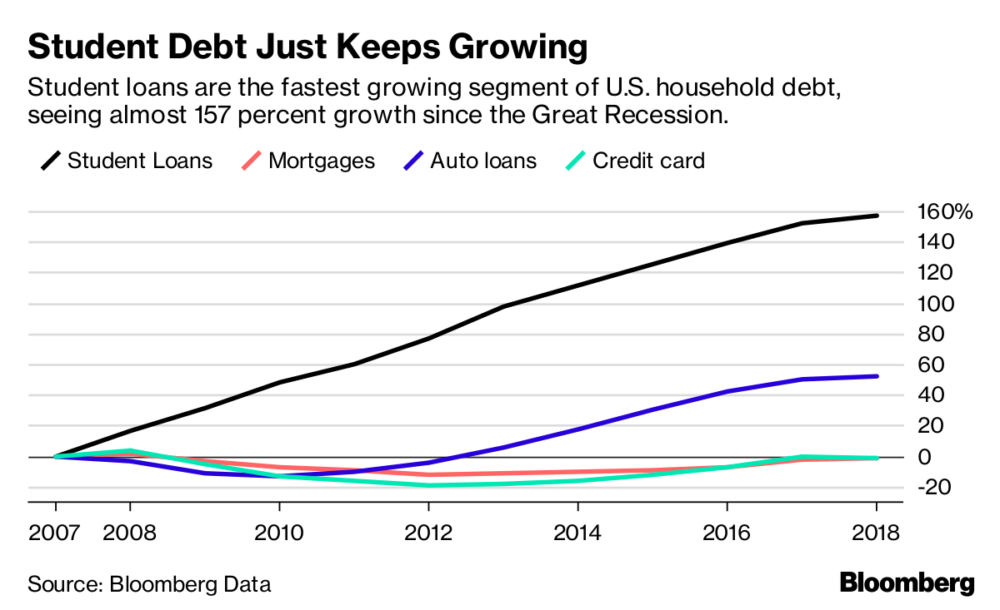 Student Debt Just Keeps Growing
Student loans are the fastest growing segment of U.S. household debt,
seeing almost 157 percent growth since the Great Recession.
Student Loans Mortgages Auto loans Credit card
160%
140
120
100
80
60
40
20
0
-20
2007 2008 2010 2012 2014 2016 2018
Source: Bloomberg Data Bloomberg